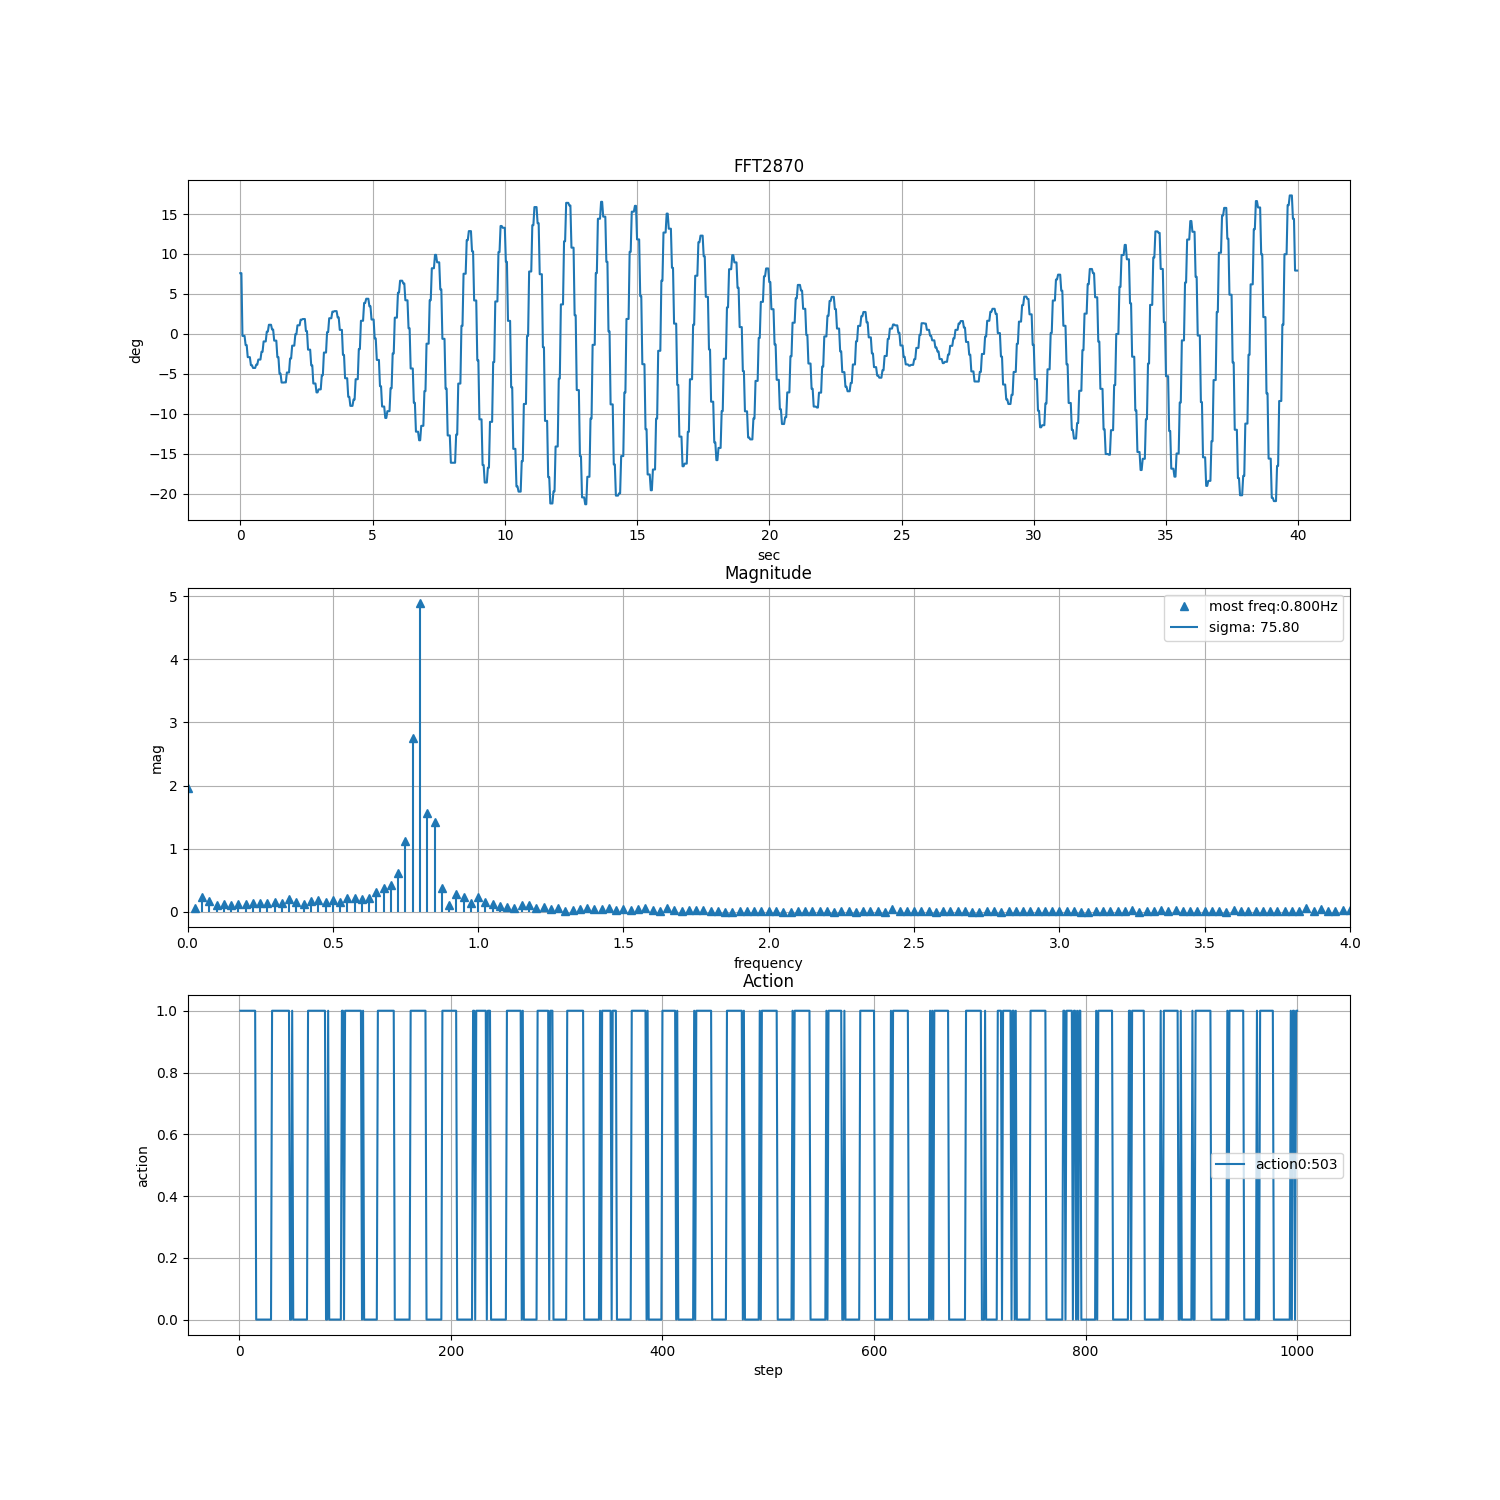 FFT2870
15
10
5
0
−5
−10
−15
−20
deg
0 5 10 15 20 25 30 35 40
sec
Magnitude
5
4
3
2
1
0
mag
most freq:0.800Hz
sigma: 75.80
0.0 0.5 1.0 1.5 2.0 2.5 3.0 3.5 4.0
frequency
Action
1.0
0.8
0.6
0.4
0.2
0.0
action
action0:503
0 200 400 600 800 1000
step